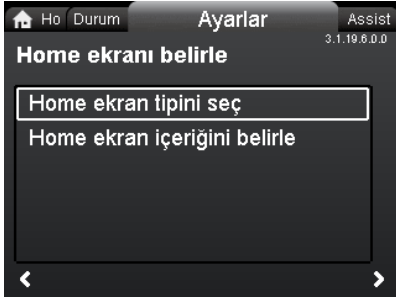 Ho Durum Ayarlar Assist
3.1.19.6.0.0
Home ekranı belirle
Home ekran tipini seç
Home ekran içeriğini belirle